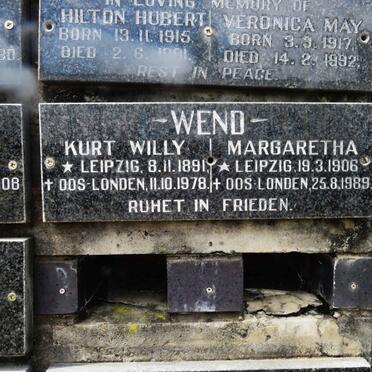 IN LOVING MEMORY OF
HILTON HUBERT VERONICA MAY
BORN 13.11.1915. BORN 3.9.1917.
DIED 2.6.1981. DIED 14.2.1992.
REST IN PEACE.
-WEND-
KURT WILLY MARGARETHA
★ LEIPZIG, 8.11.1891. ★ LEIPZIG, 19.3.1906
† OOS-LONDEN, 11.10.1978. † OOS-LONDEN, 25.8.1989.
RUHET IN FRIEDEN.